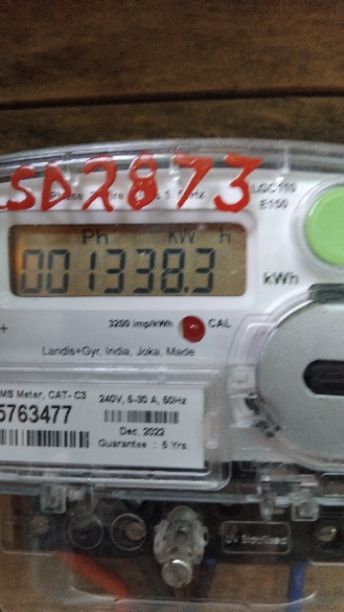 SD2873
LGC110
E150
Ph kW h
001338.3
kWh
3200 imp/kWh CAL
Landis+Gyr, India, Joka, Made
MS Meter, CAT- C3
240V, 5-30 A, 50Hz
5763477
Dec. 2022
Guarantee : 5 Yrs.